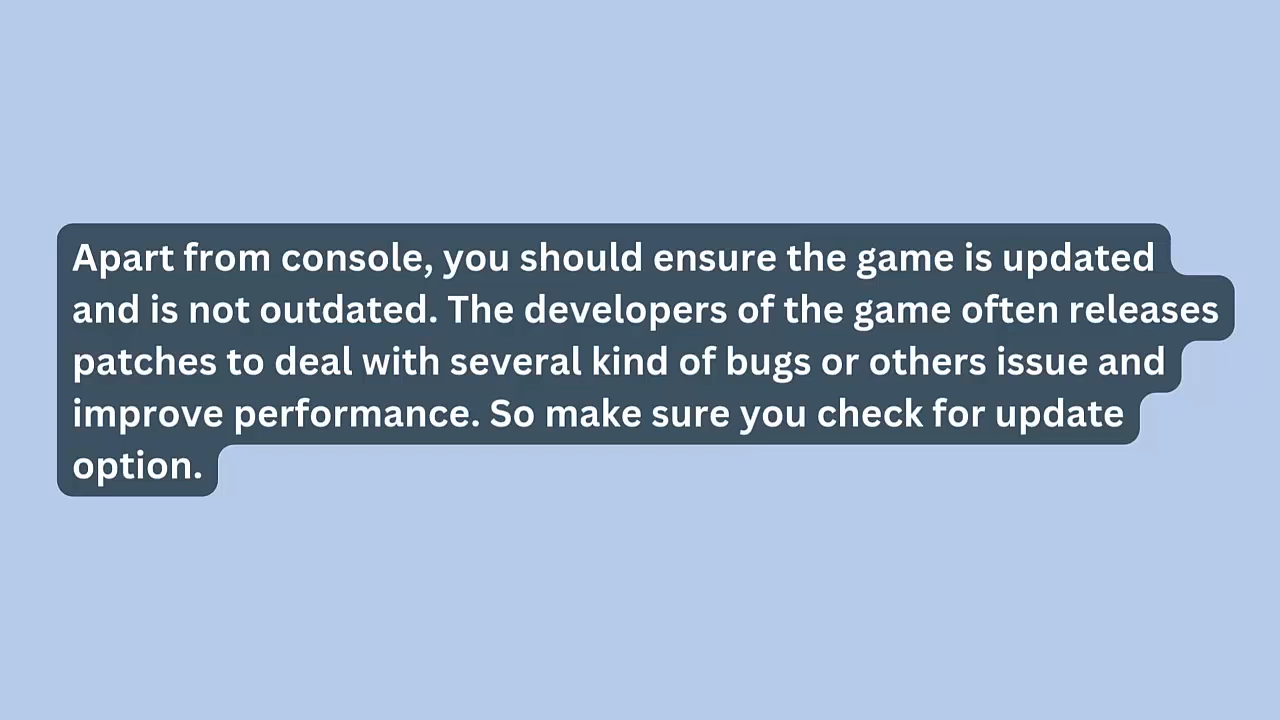 Apart from console, you should ensure the game is updated
and is not outdated. The developers of the game often releases
patches to deal with several kind of bugs or others issue and
improve performance. So make sure you check for update
option.